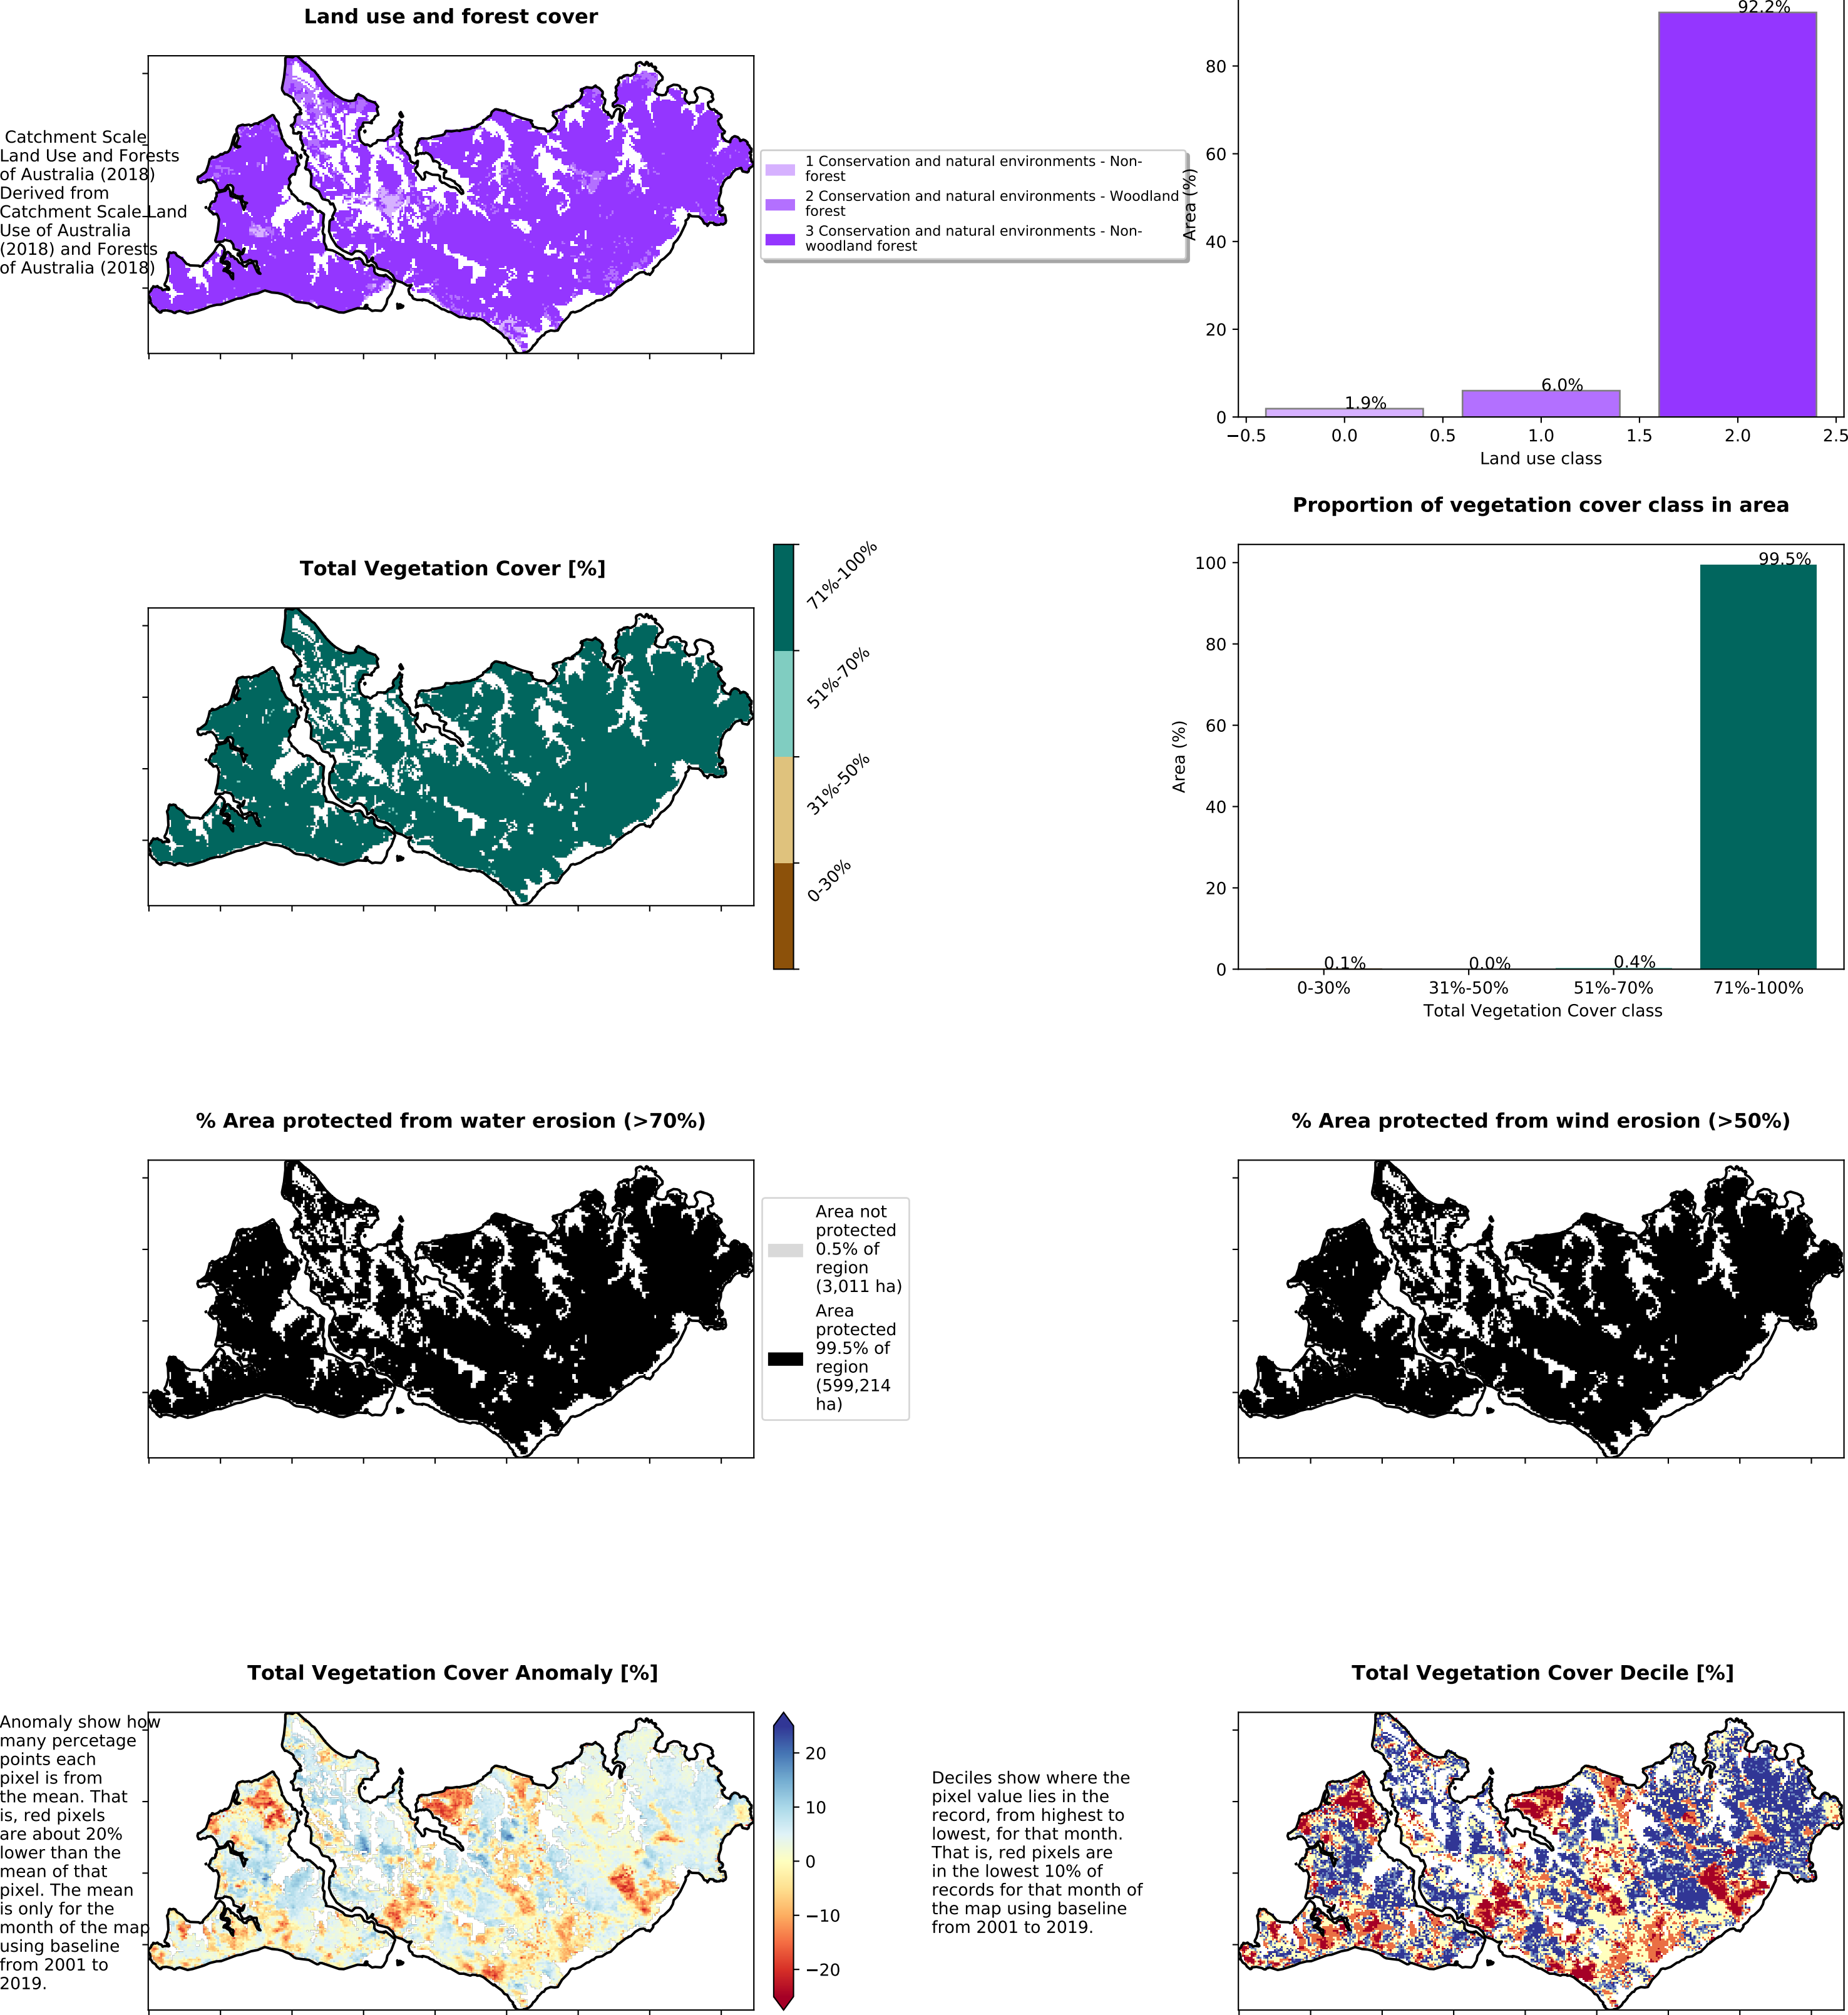 Land use and forest cover
Catchment Scale
Land Use and Forests
of Australia (2018)
Derived from
Catchment Scale Land
Use of Australia
(2018) and Forests
of Australia (2018)
1 Conservation and natural environments - Non-
forest
2 Conservation and natural environments - Woodland
forest
3 Conservation and natural environments - Non-
woodland forest
Area (%)
80
60
40
20
0
92.2%
6.0%
1.9%
−0.5 0.0 0.5 1.0 1.5 2.0 2.5
Land use class
Total Vegetation Cover [%]
71%-100%
51%-70%
31%-50%
0-30%
Proportion of vegetation cover class in area
Area (%)
100
80
60
40
20
0
0.1% 0.0% 0.4% 99.5%
0-30% 31%-50% 51%-70% 71%-100%
Total Vegetation Cover class
% Area protected from water erosion (>70%)
Area not
protected
0.5% of
region
(3,011 ha)
Area
protected
99.5% of
region
(599,214
ha)
% Area protected from wind erosion (>50%)
Total Vegetation Cover Anomaly [%]
Anomaly show how
many percetage
points each
pixel is from
the mean. That
is, red pixels
are about 20%
lower than the
mean of that
pixel. The mean
is only for the
month of the map
using baseline
from 2001 to
2019.
20
10
0
−10
−20
Total Vegetation Cover Decile [%]
Deciles show where the
pixel value lies in the
record, from highest to
lowest, for that month.
That is, red pixels are
in the lowest 10% of
records for that month of
the map using baseline
from 2001 to 2019.